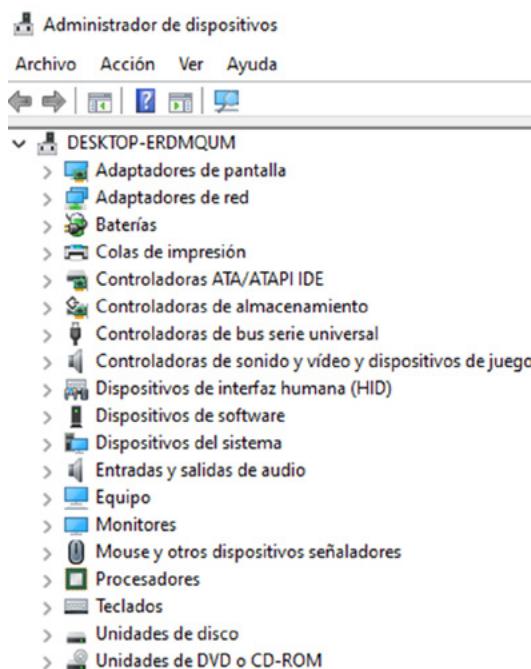 Administrador de dispositivos
Archivo Acción Ver Ayuda
DESKTOP-ERDMQUM
Adaptadores de pantalla
Adaptadores de red
Baterías
Colas de impresión
Controladoras ATA/ATAPI IDE
Controladoras de almacenamiento
Controladoras de bus serie universal
Controladoras de sonido y vídeo y dispositivos de juego
Dispositivos de interfaz humana (HID)
Dispositivos de software
Dispositivos del sistema
Entradas y salidas de audio
Equipo
Monitores
Mouse y otros dispositivos señaladores
Procesadores
Teclados
Unidades de disco
Unidades de DVD o CD-ROM